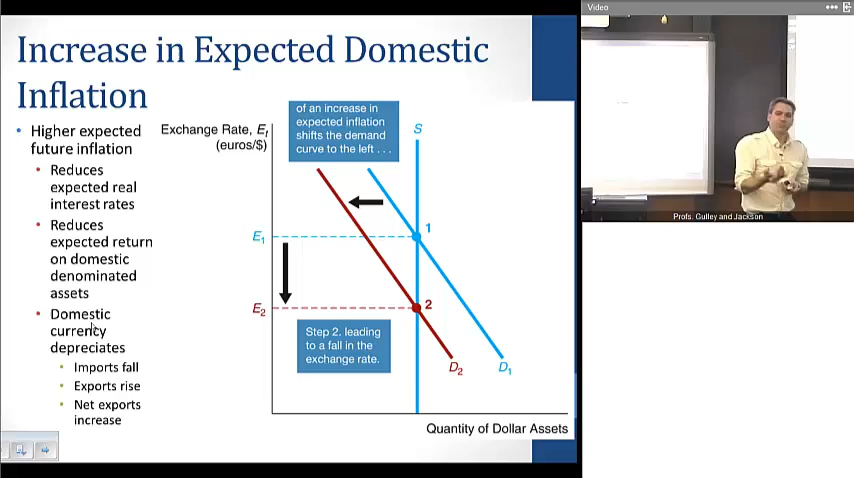 Increase in Expected Domestic
Inflation
• Higher expected
future inflation
• Reduces
expected real
interest rates
• Reduces
expected return
on domestic
denominated
assets
• Domestic
currency
depreciates
• Imports fall
• Exports rise
• Net exports
increase
Exchange Rate, Et
(euros/$)
of an increase in
expected inflation
shifts the demand
curve to the left . . .
S
1
E1
2
E2
Step 2. leading
to a fall in the
exchange rate.
D2
D1
Quantity of Dollar Assets
Video
Profs. Gulley and Jackson